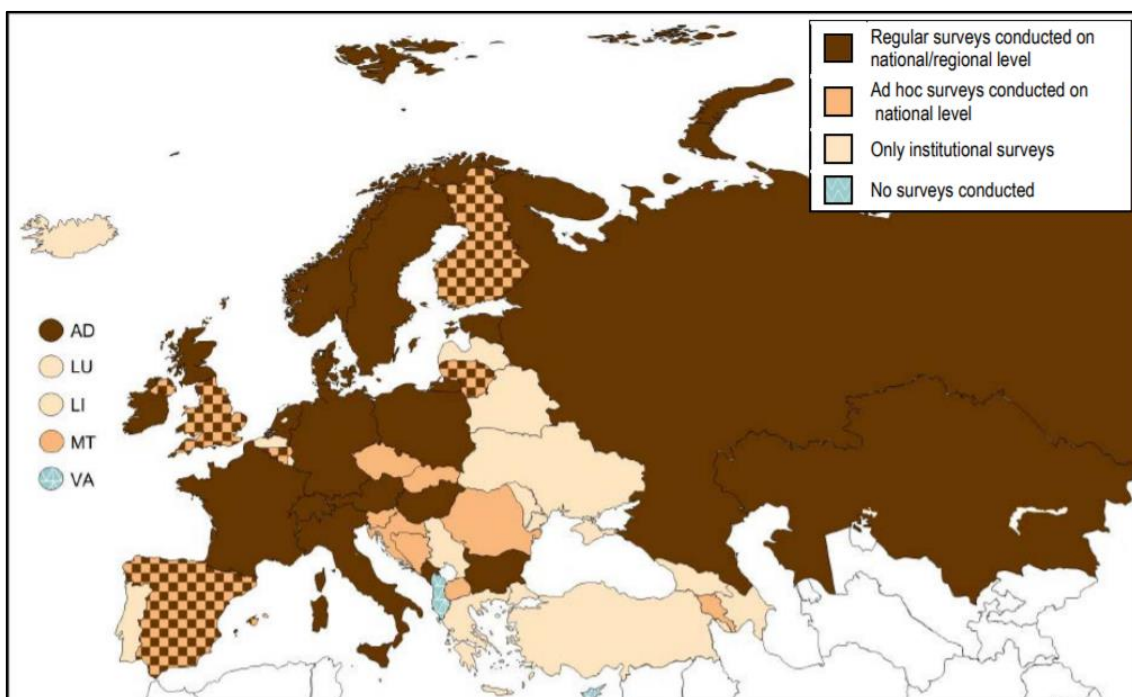 Regular surveys conducted on
national/regional level
Ad hoc surveys conducted on
national level
Only institutional surveys
No surveys conducted
AD
LU
LI
MT
VA